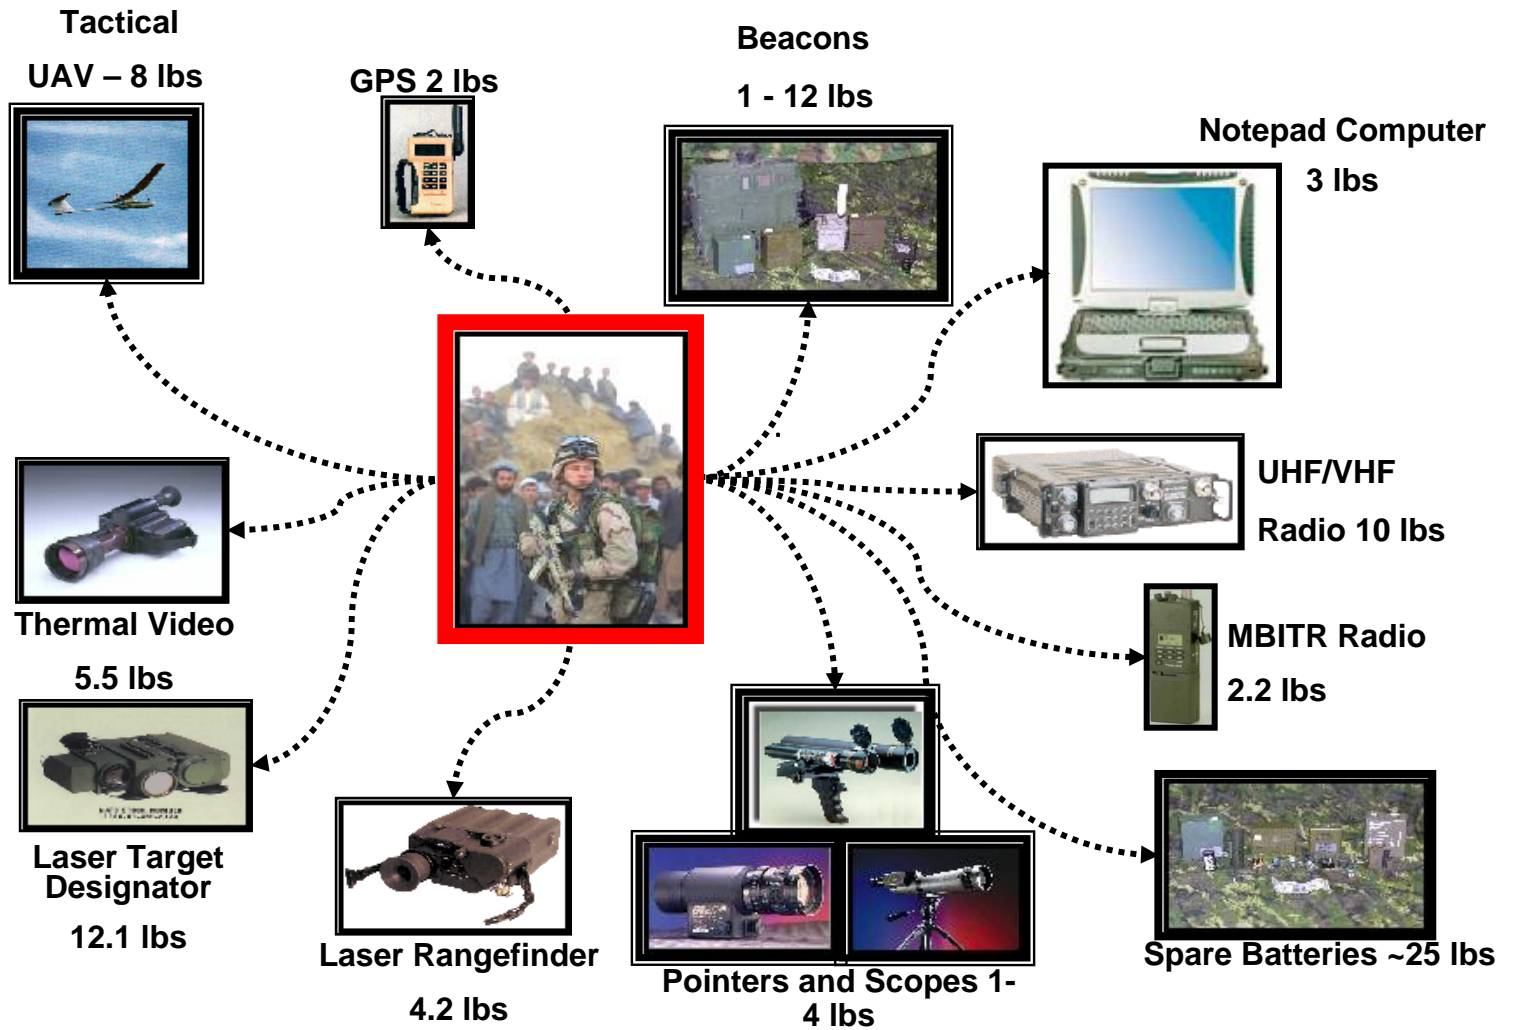 Tactical
UAV – 8 lbs
GPS 2 lbs
Beacons
1 - 12 lbs
Notepad Computer
3 lbs
UHF/VHF
Radio 10 lbs
MBITR Radio
2.2 lbs
Thermal Video
5.5 lbs
Laser Target
Designator
12.1 lbs
Laser Rangefinder
4.2 lbs
Pointers and Scopes 1-
4 lbs
Spare Batteries ~25 lbs